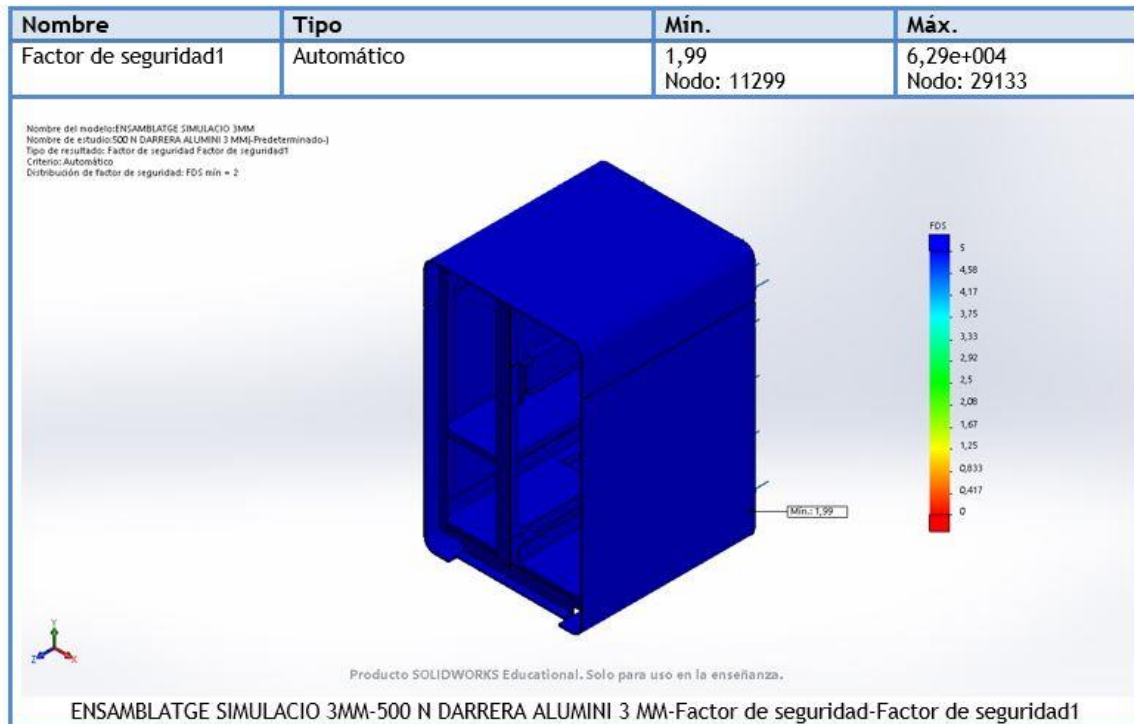 Nombre Tipo Mín. Máx.
Factor de seguridad1 Automático 1,99 6,29e+004
Nodo: 11299 Nodo: 29133
Nombre del modelo:ENSAMBLATGE SIMULACIO 3MM
Nombre de estudio:500 N DARRERA ALUMINI 3 MM(-Predeterminado-)
Tipo de resultado: Factor de seguridad Factor de seguridad1
Criterio: Automático
Distribución de factor de seguridad: FDS mín = 2
FDS
5
4,58
4,17
3,75
3,33
2,92
2,5
2,08
1,67
1,25
0,833
0,417
0
Mín.: 1,99
Y
Z
X
Producto SOLIDWORKS Educational. Solo para uso en la enseñanza.
ENSAMBLATGE SIMULACIO 3MM-500 N DARRERA ALUMINI 3 MM-Factor de seguridad-Factor de seguridad1